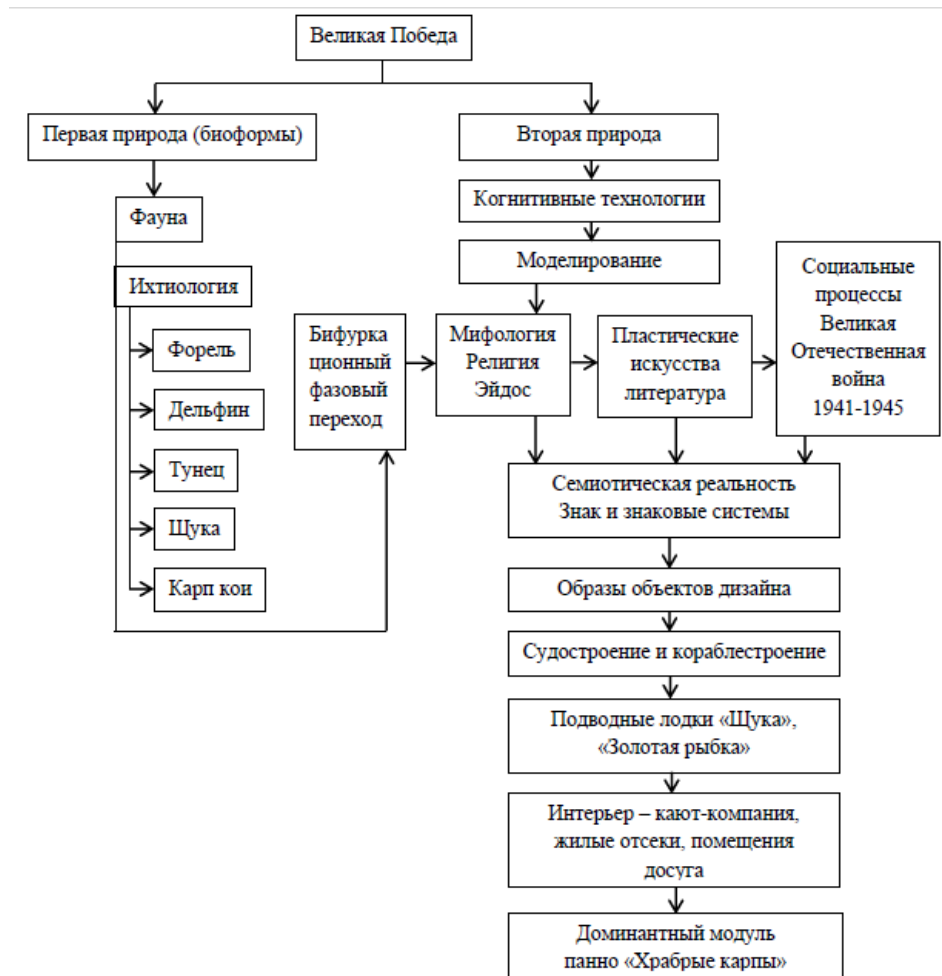 Великая Победа
Первая природа (биоформы)
Вторая природа
Фауна
Когнитивные технологии
Ихтиология
Моделирование
Форель
Дельфин
Тунец
Щука
Карп кои
Бифурка
ционный
фазовый
переход
Мифология
Религия
Эйдос
Пластические
искусства
литература
Социальные
процессы
Великая
Отечественная
война
1941-1945
Семиотическая реальность
Знак и знаковые системы
Образы объектов дизайна
Судостроение и кораблестроение
Подводные лодки «Щука»,
«Золотая рыбка»
Интерьер – кают-компания,
жилые отсеки, помещения
досуга
Доминантный модуль
панно «Храбрые карпы»